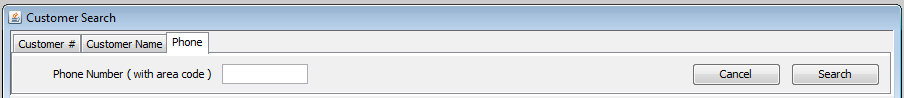 Customer Search
Customer # Customer Name Phone
Phone Number ( with area code ) Cancel Search